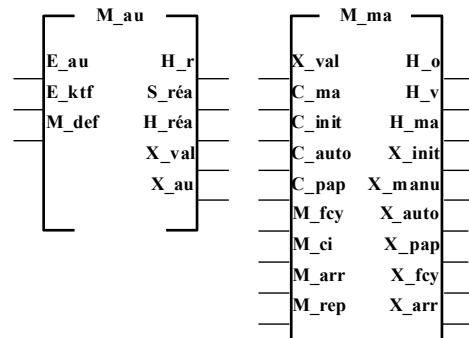 M_au
E_au H_r
E_ktf S_réa
M_def H_réa
X_val
X_au
M_ma
X_val H_o
C_ma H_v
C_init H_ma
C_auto X_init
C_pap X_manu
M_fcy X_auto
M_ci X_pap
M_arr X_fcy
M_rep X_arr